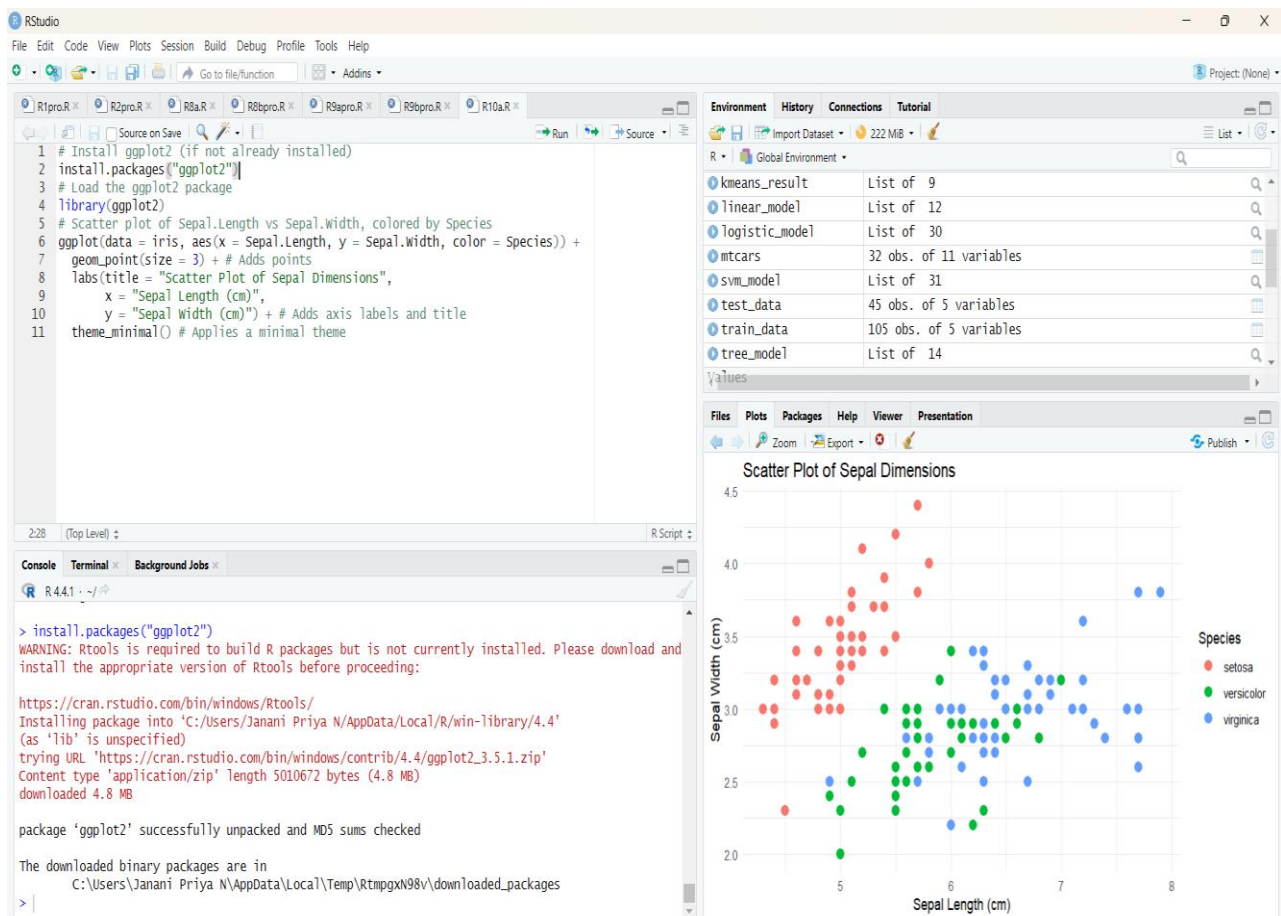 RStudio
File Edit Code View Plots Session Build Debug Profile Tools Help
Go to file/function Addins Project: (None)
R1pro.R R2pro.R R8a.R R8bpro.R R9apro.R R9bpro.R R10a.R
Source on Save Run Source
1 # Install ggplot2 (if not already installed)
2 install.packages("ggplot2")
3 # Load the ggplot2 package
4 library(ggplot2)
5 # Scatter plot of Sepal.Length vs Sepal.Width, colored by Species
6 ggplot(data = iris, aes(x = Sepal.Length, y = Sepal.Width, color = Species)) +
7 geom_point(size = 3) + # Adds points
8 labs(title = "Scatter Plot of Sepal Dimensions",
9 x = "Sepal Length (cm)",
10 y = "Sepal Width (cm)") + # Adds axis labels and title
11 theme_minimal() # Applies a minimal theme
2:28 (Top Level) R Script
Console Terminal Background Jobs
R 4.4.1 · ~/
> install.packages("ggplot2")
WARNING: Rtools is required to build R packages but is not currently installed. Please download and
install the appropriate version of Rtools before proceeding:
https://cran.rstudio.com/bin/windows/Rtools/
Installing package into ‘C:/Users/Janani Priya N/AppData/Local/R/win-library/4.4’
(as ‘lib’ is unspecified)
trying URL 'https://cran.rstudio.com/bin/windows/contrib/4.4/ggplot2_3.5.1.zip'
Content type 'application/zip' length 5010672 bytes (4.8 MB)
downloaded 4.8 MB
package ‘ggplot2’ successfully unpacked and MD5 sums checked
The downloaded binary packages are in
C:\Users\Janani Priya N\AppData\Local\Temp\RtmpgxN98v\downloaded_packages
>
Environment History Connections Tutorial
Import Dataset 222 MiB List
R Global Environment
kmeans_result List of 9
linear_model List of 12
logistic_model List of 30
mtcars 32 obs. of 11 variables
svm_model List of 31
test_data 45 obs. of 5 variables
train_data 105 obs. of 5 variables
tree_model List of 14
Values
Files Plots Packages Help Viewer Presentation
Zoom Export Publish
Scatter Plot of Sepal Dimensions
4.5
4.0
3.5
3.0
2.5
2.0
Sepal Width (cm)
5 6 7 8
Sepal Length (cm)
Species
setosa
versicolor
virginica